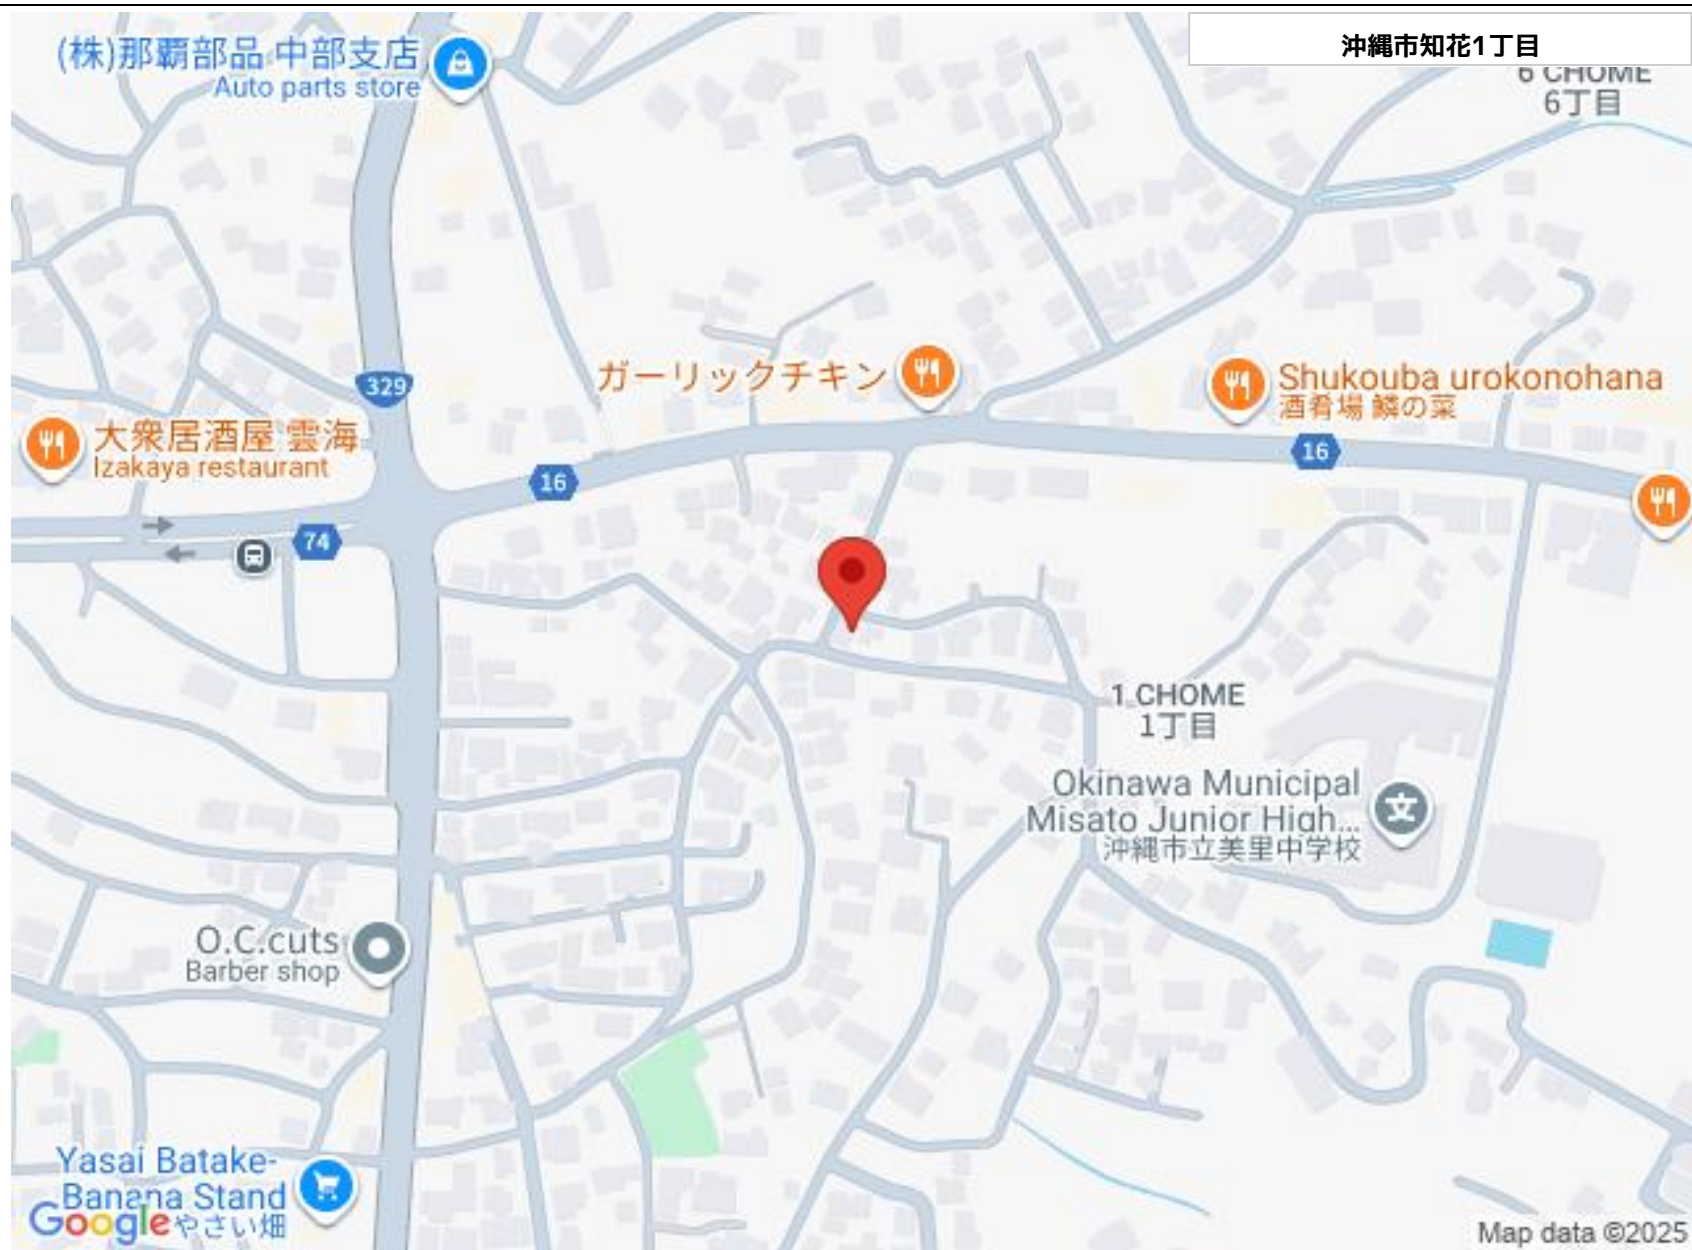 (株)那覇部品 中部支店
Auto parts store
沖縄市知花1丁目
6 CHOME
6丁目
329
ガーリックチキン
Shukouba urokonohana
酒肴場 鱗の菜
大衆居酒屋 雲海
Izakaya restaurant
16
16
74
1 CHOME
1丁目
Okinawa Municipal
Misato Junior High...
沖縄市立美里中学校
文
O.C.cuts
Barber shop
Yasai Batake-
Banana Stand
やさい畑
Google
Map data ©2025